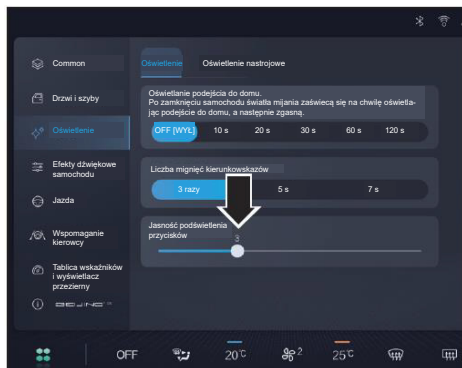 Common
Drzwi i szyby
Oświetlenie
Efekty dźwiękowe
samochodu
Jazda
Wspomaganie
kierowcy
Tablica wskaźników
i wyświetlacz
przezierny
BEIJING™
Oświetlenie
Oświetlenie nastrojowe
Oświetlanie podejścia do domu.
Po zamknięciu samochodu światła mijania zaświecą się na chwilę oświetla-
jąc podejście do domu, a następnie zgasną.
OFF [WYŁ] 10 s 20 s 30 s 60 s 120 s
Liczba mignięć kierunkowskazów
3 razy 5 s 7 s
Jasność podświetlenia
przycisków
3
OFF 20°C 2 25°C